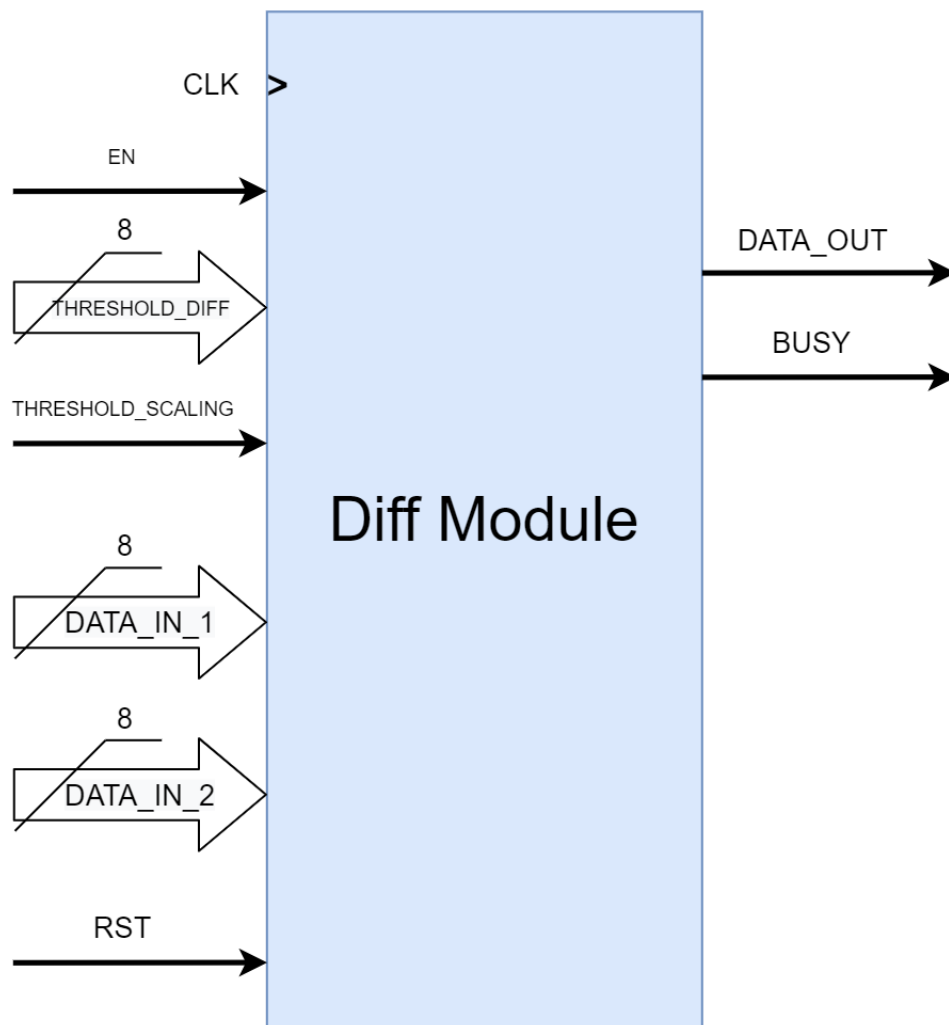 CLK >
EN
8
THRESHOLD_DIFF
THRESHOLD_SCALING
8
DATA_IN_1
8
DATA_IN_2
RST
Diff Module
DATA_OUT
BUSY